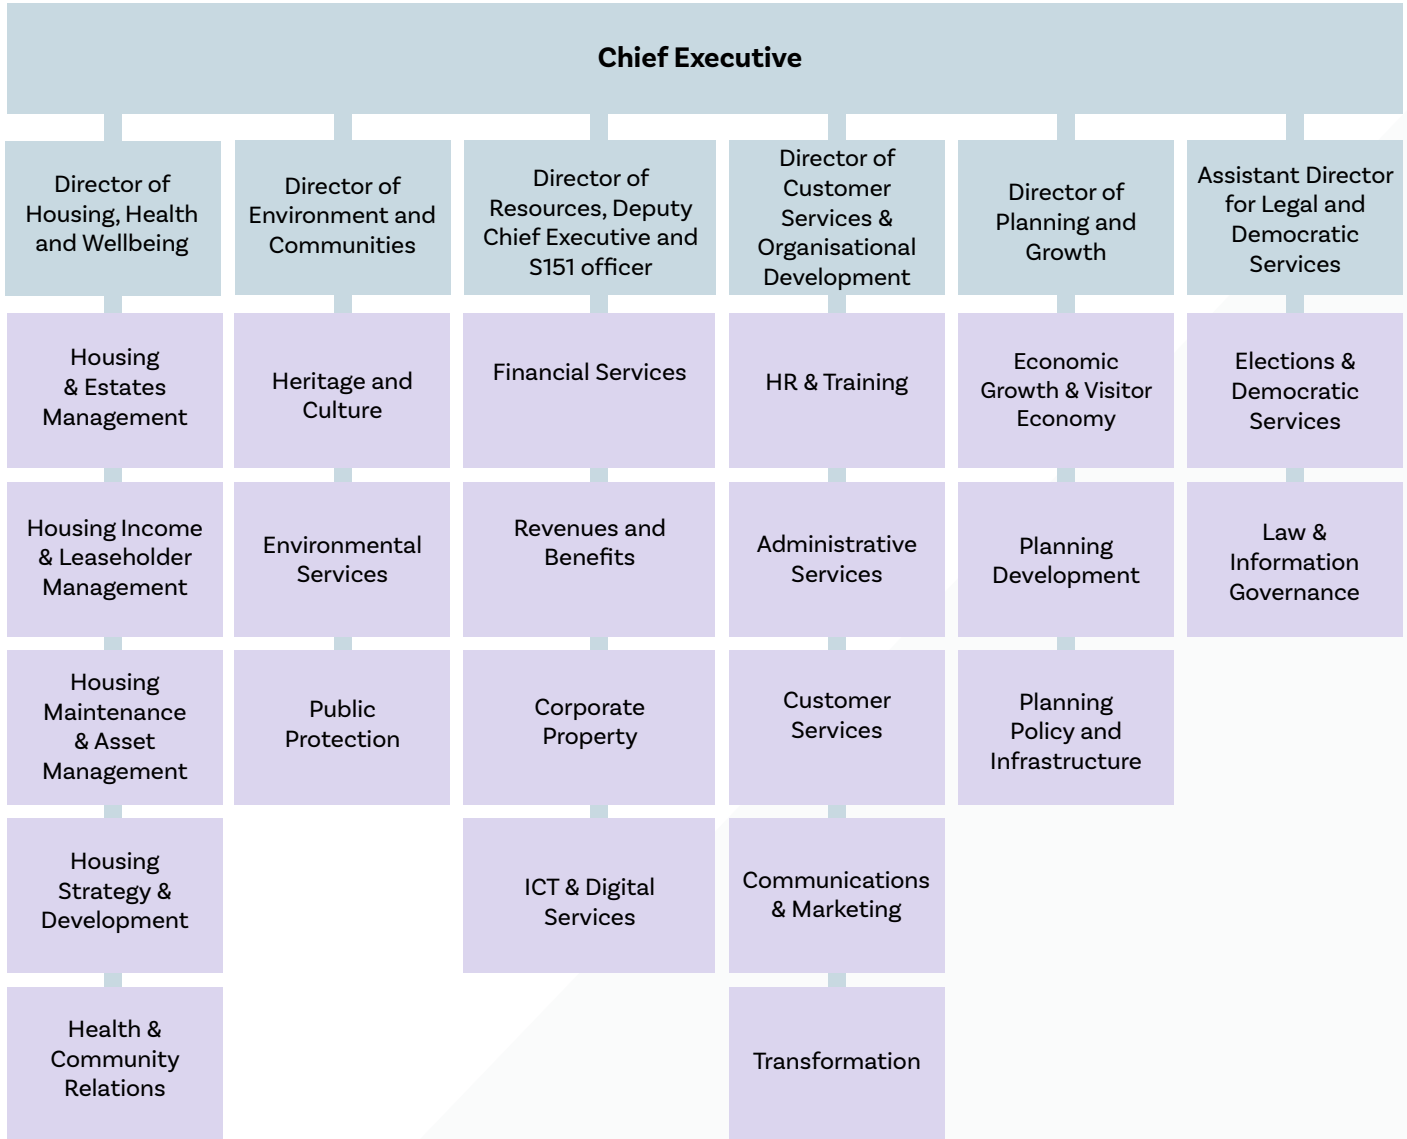 Chief Executive
Director of
Housing, Health
and Wellbeing
Director of
Environment and
Communities
Director of
Resources, Deputy
Chief Executive and
S151 officer
Director of
Customer
Services &
Organisational
Development
Director of
Planning and
Growth
Assistant Director
for Legal and
Democratic
Services
Housing
& Estates
Management
Heritage and
Culture
Financial Services
HR & Training
Economic
Growth & Visitor
Economy
Elections &
Democratic
Services
Housing Income
& Leaseholder
Management
Environmental
Services
Revenues and
Benefits
Administrative
Services
Planning
Development
Law &
Information
Governance
Housing
Maintenance
& Asset
Management
Public
Protection
Corporate
Property
Customer
Services
Planning
Policy and
Infrastructure
Housing
Strategy &
Development
ICT & Digital
Services
Communications
& Marketing
Health &
Community
Relations
Transformation